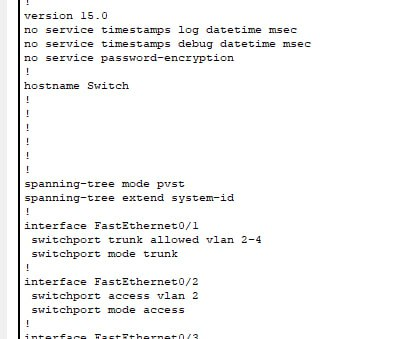 !
version 15.0
no service timestamps log datetime msec
no service timestamps debug datetime msec
no service password-encryption
!
hostname Switch
!
!
!
!
!
!
spanning-tree mode pvst
spanning-tree extend system-id
!
interface FastEthernet0/1
switchport trunk allowed vlan 2-4
switchport mode trunk
!
interface FastEthernet0/2
switchport access vlan 2
switchport mode access
!
interface FastEthernet0/3